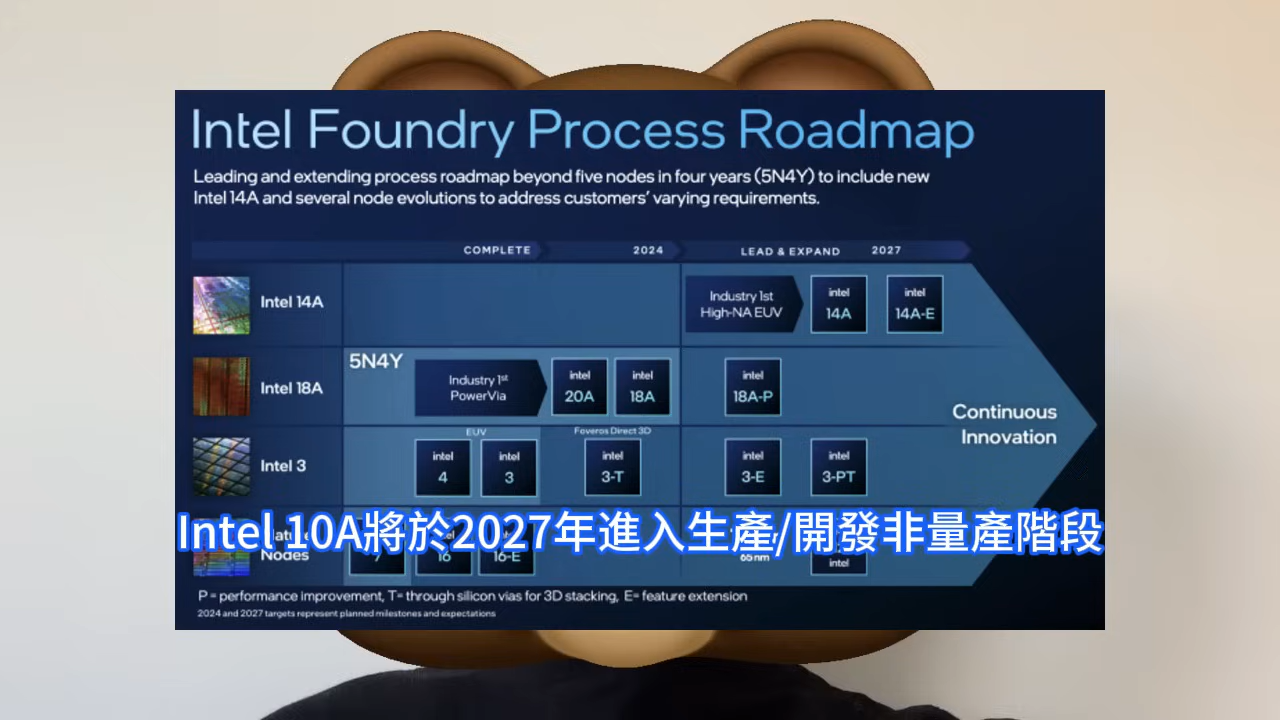 Intel Foundry Process Roadmap
Leading and extending process roadmap beyond five nodes in four years (5N4Y) to include new
Intel 14A and several node evolutions to address customers' varying requirements.
COMPLETE 2024 LEAD & EXPAND 2027
Intel 14A
Industry 1st
High-NA EUV
intel
14A
intel
14A-E
5N4Y
Intel 18A
Industry 1st
PowerVia
intel
20A
intel
18A
intel
18A-P
Continuous
Innovation
EUV
Foveros Direct 3D
Intel 3
intel
4
intel
3
intel
3-T
intel
3-E
intel
3-PT
Intel 10A將於2027年進入生產/開發非量產階段
Nodes
16
16-E
65 nm
intel
P = performance improvement, T= through silicon vias for 3D stacking, E= feature extension
2024 and 2027 targets represent planned milestones and expectations